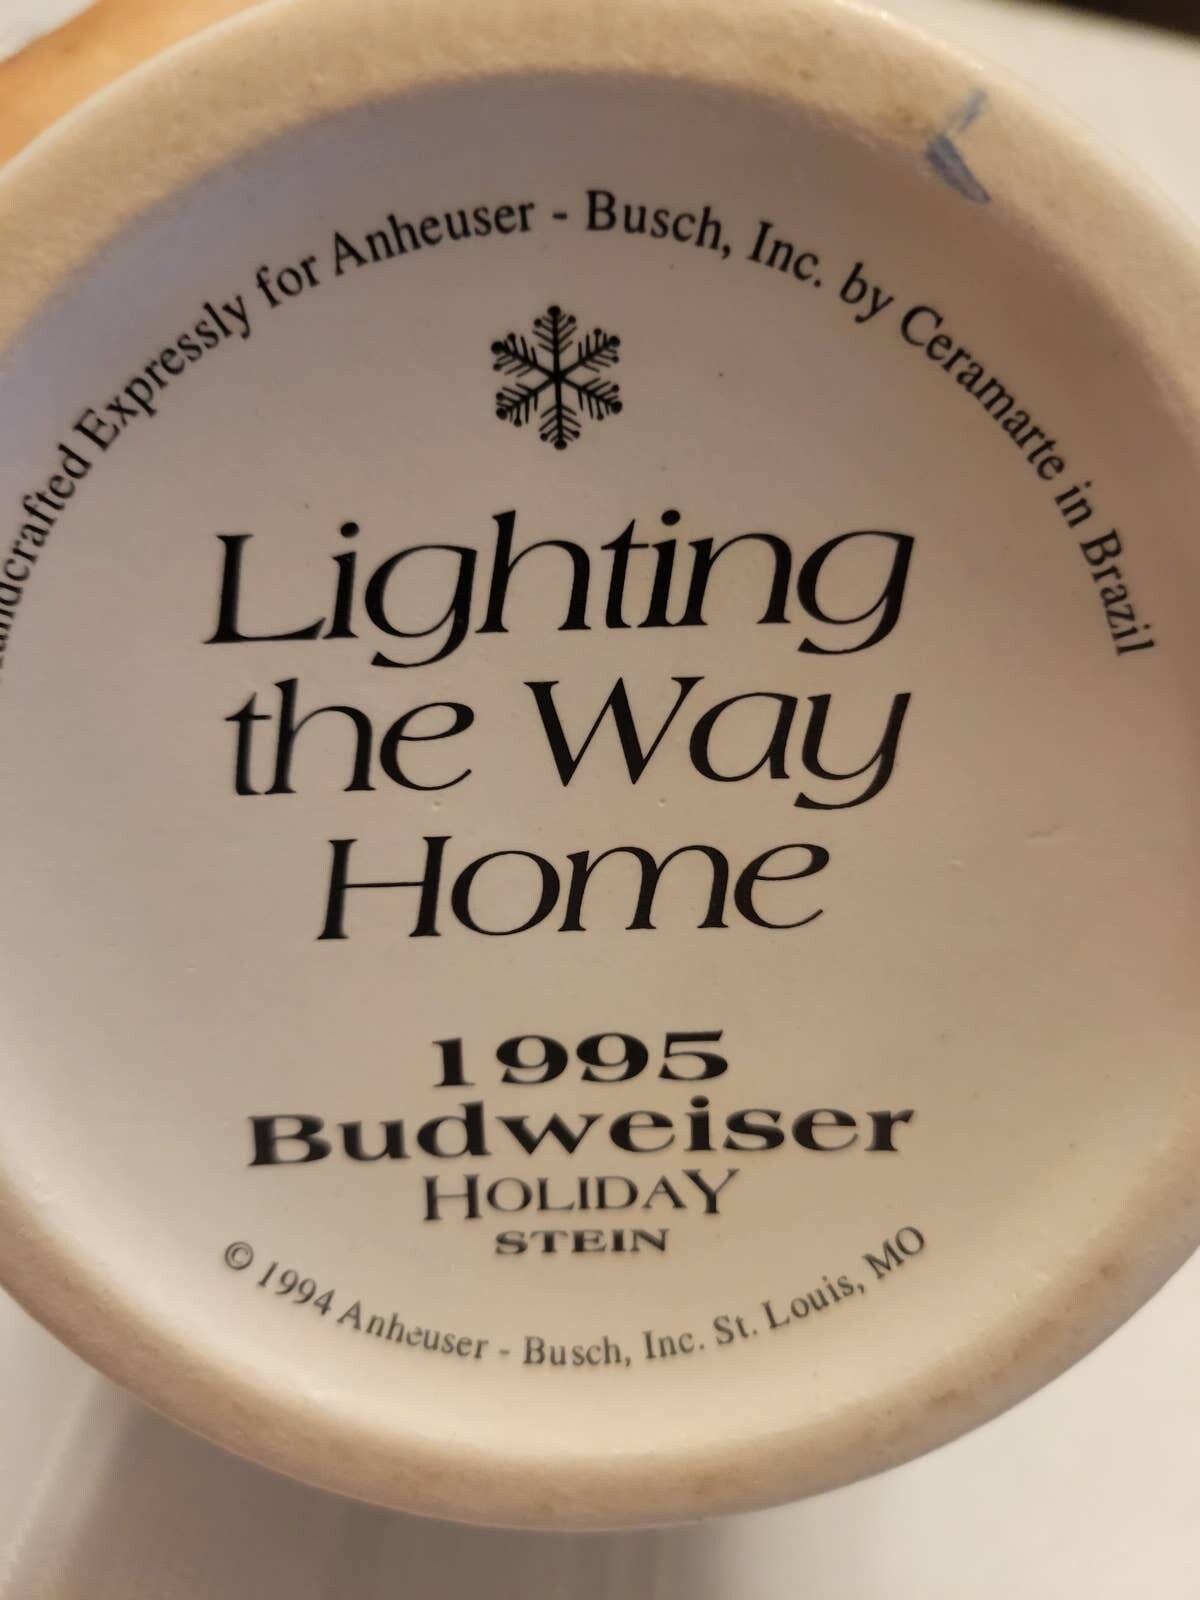 Handcrafted Expressly for Anheuser - Busch, Inc. by Ceramarte in Brazil
Lighting
the Way
Home
1995
Budweiser
HOLIDAY
STEIN
© 1994 Anheuser - Busch, Inc. St. Louis, MO